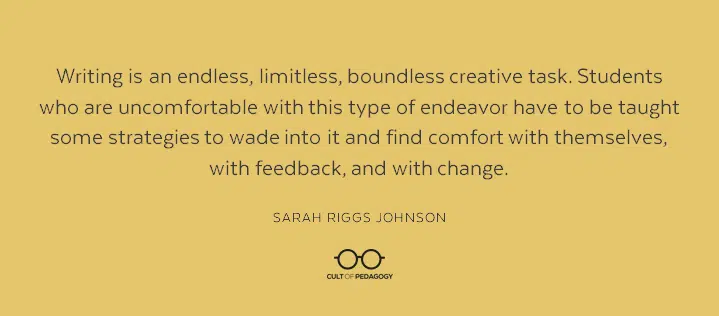 Writing is an endless, limitless, boundless creative task. Students
who are uncomfortable with this type of endeavor have to be taught
some strategies to wade into it and find comfort with themselves,
with feedback, and with change.
SARAH RIGGS JOHNSON
CULT OF PEDAGOGY